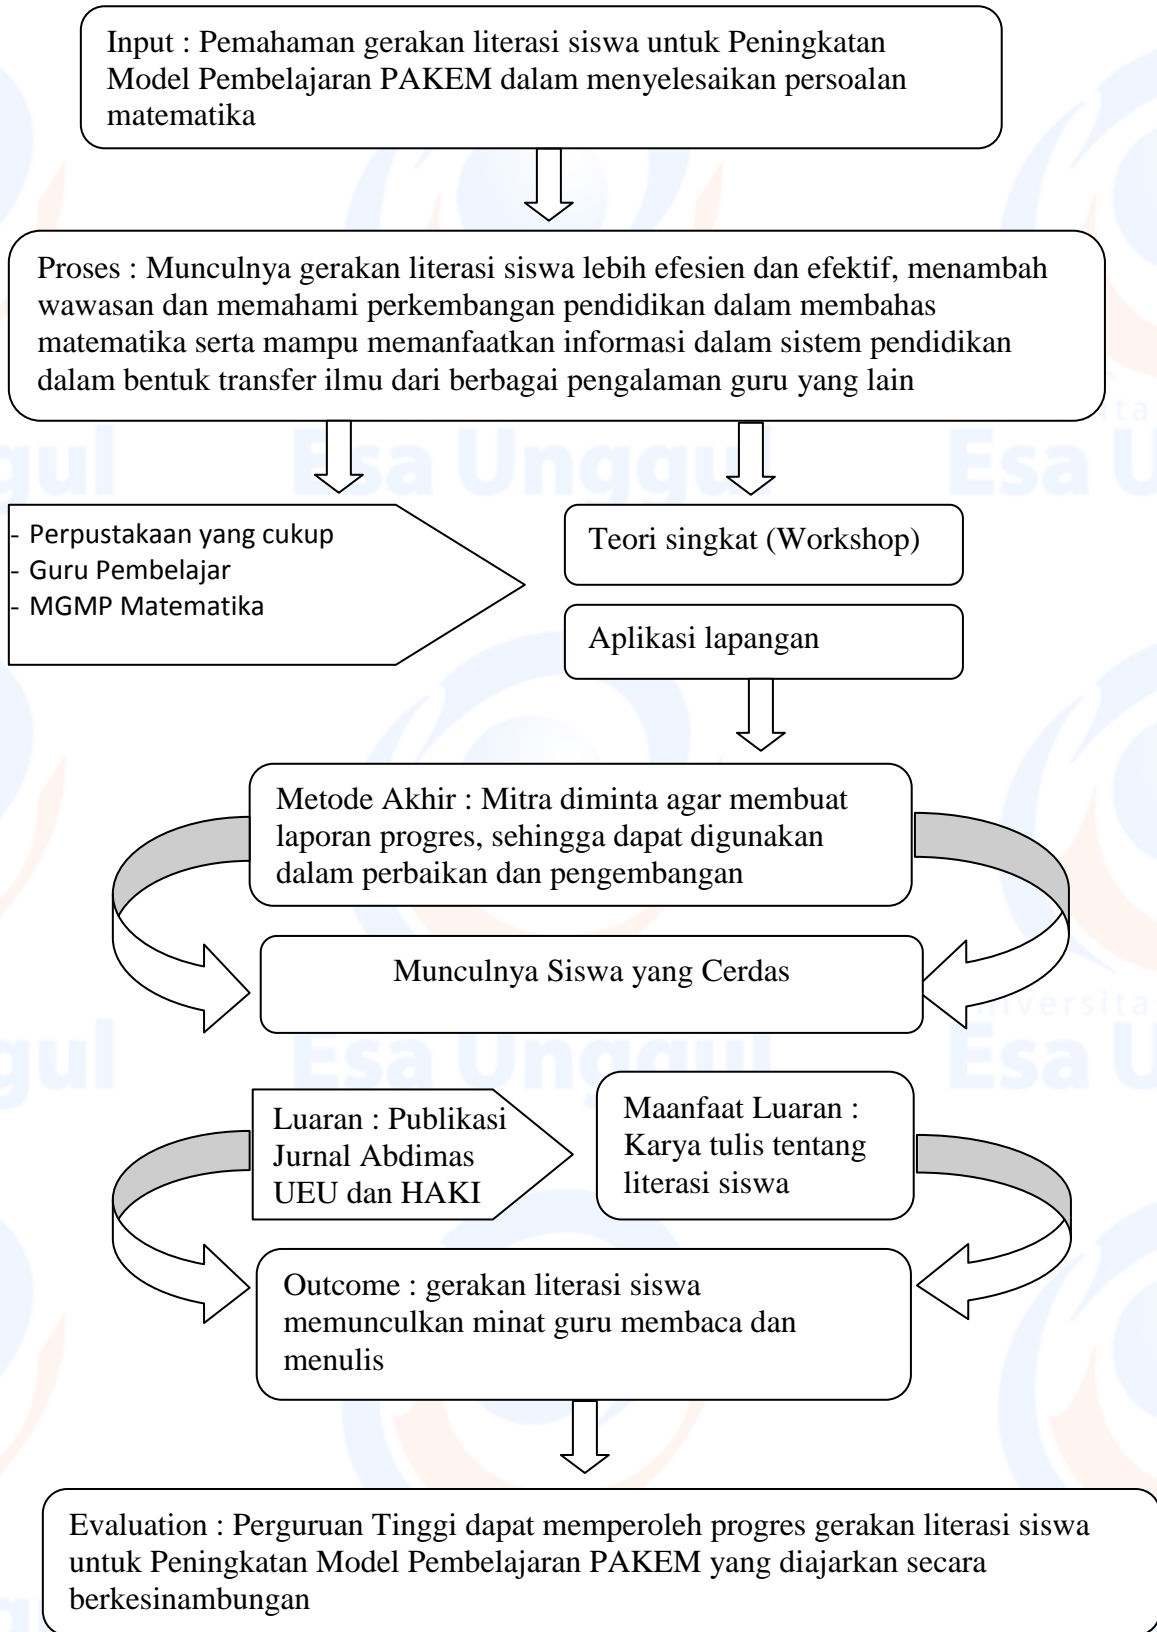 Input : Pemahaman gerakan literasi siswa untuk Peningkatan
Model Pembelajaran PAKEM dalam menyelesaikan persoalan
matematika
Proses : Munculnya gerakan literasi siswa lebih efesien dan efektif, menambah
wawasan dan memahami perkembangan pendidikan dalam membahas
matematika serta mampu memanfaatkan informasi dalam sistem pendidikan
dalam bentuk transfer ilmu dari berbagai pengalaman guru yang lain
- Perpustakaan yang cukup
- Guru Pembelajar
- MGMP Matematika
Teori singkat (Workshop)
Aplikasi lapangan
Metode Akhir : Mitra diminta agar membuat
laporan progres, sehingga dapat digunakan
dalam perbaikan dan pengembangan
Munculnya Siswa yang Cerdas
Esa Unggul
Esa Unggul
Luaran : Publikasi
Jurnal Abdimas
UEU dan HAKI
Maanfaat Luaran :
Karya tulis tentang
literasi siswa
Outcome : gerakan literasi siswa
memunculkan minat guru membaca dan
menulis
Evaluation : Perguruan Tinggi dapat memperoleh progres gerakan literasi siswa
untuk Peningkatan Model Pembelajaran PAKEM yang diajarkan secara
berkesinambungan